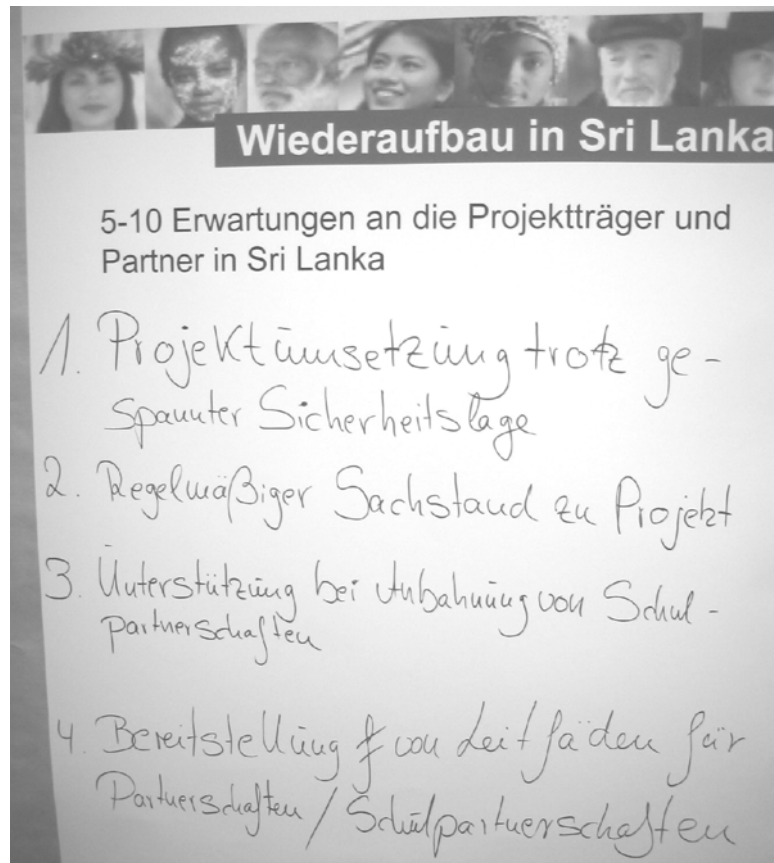 Wiederaufbau in Sri Lanka
5-10 Erwartungen an die Projektträger und
Partner in Sri Lanka
1. Projektumsetzung trotz ge-
spannter Sicherheitslage
2. Regelmäßiger Sachstand zu Projekt
3. Unterstützung bei Anbahnung von Schul-
partnerschaften
4. Bereitstellung von Leitfäden für
Partnerschaften / Schulpartnerschaften